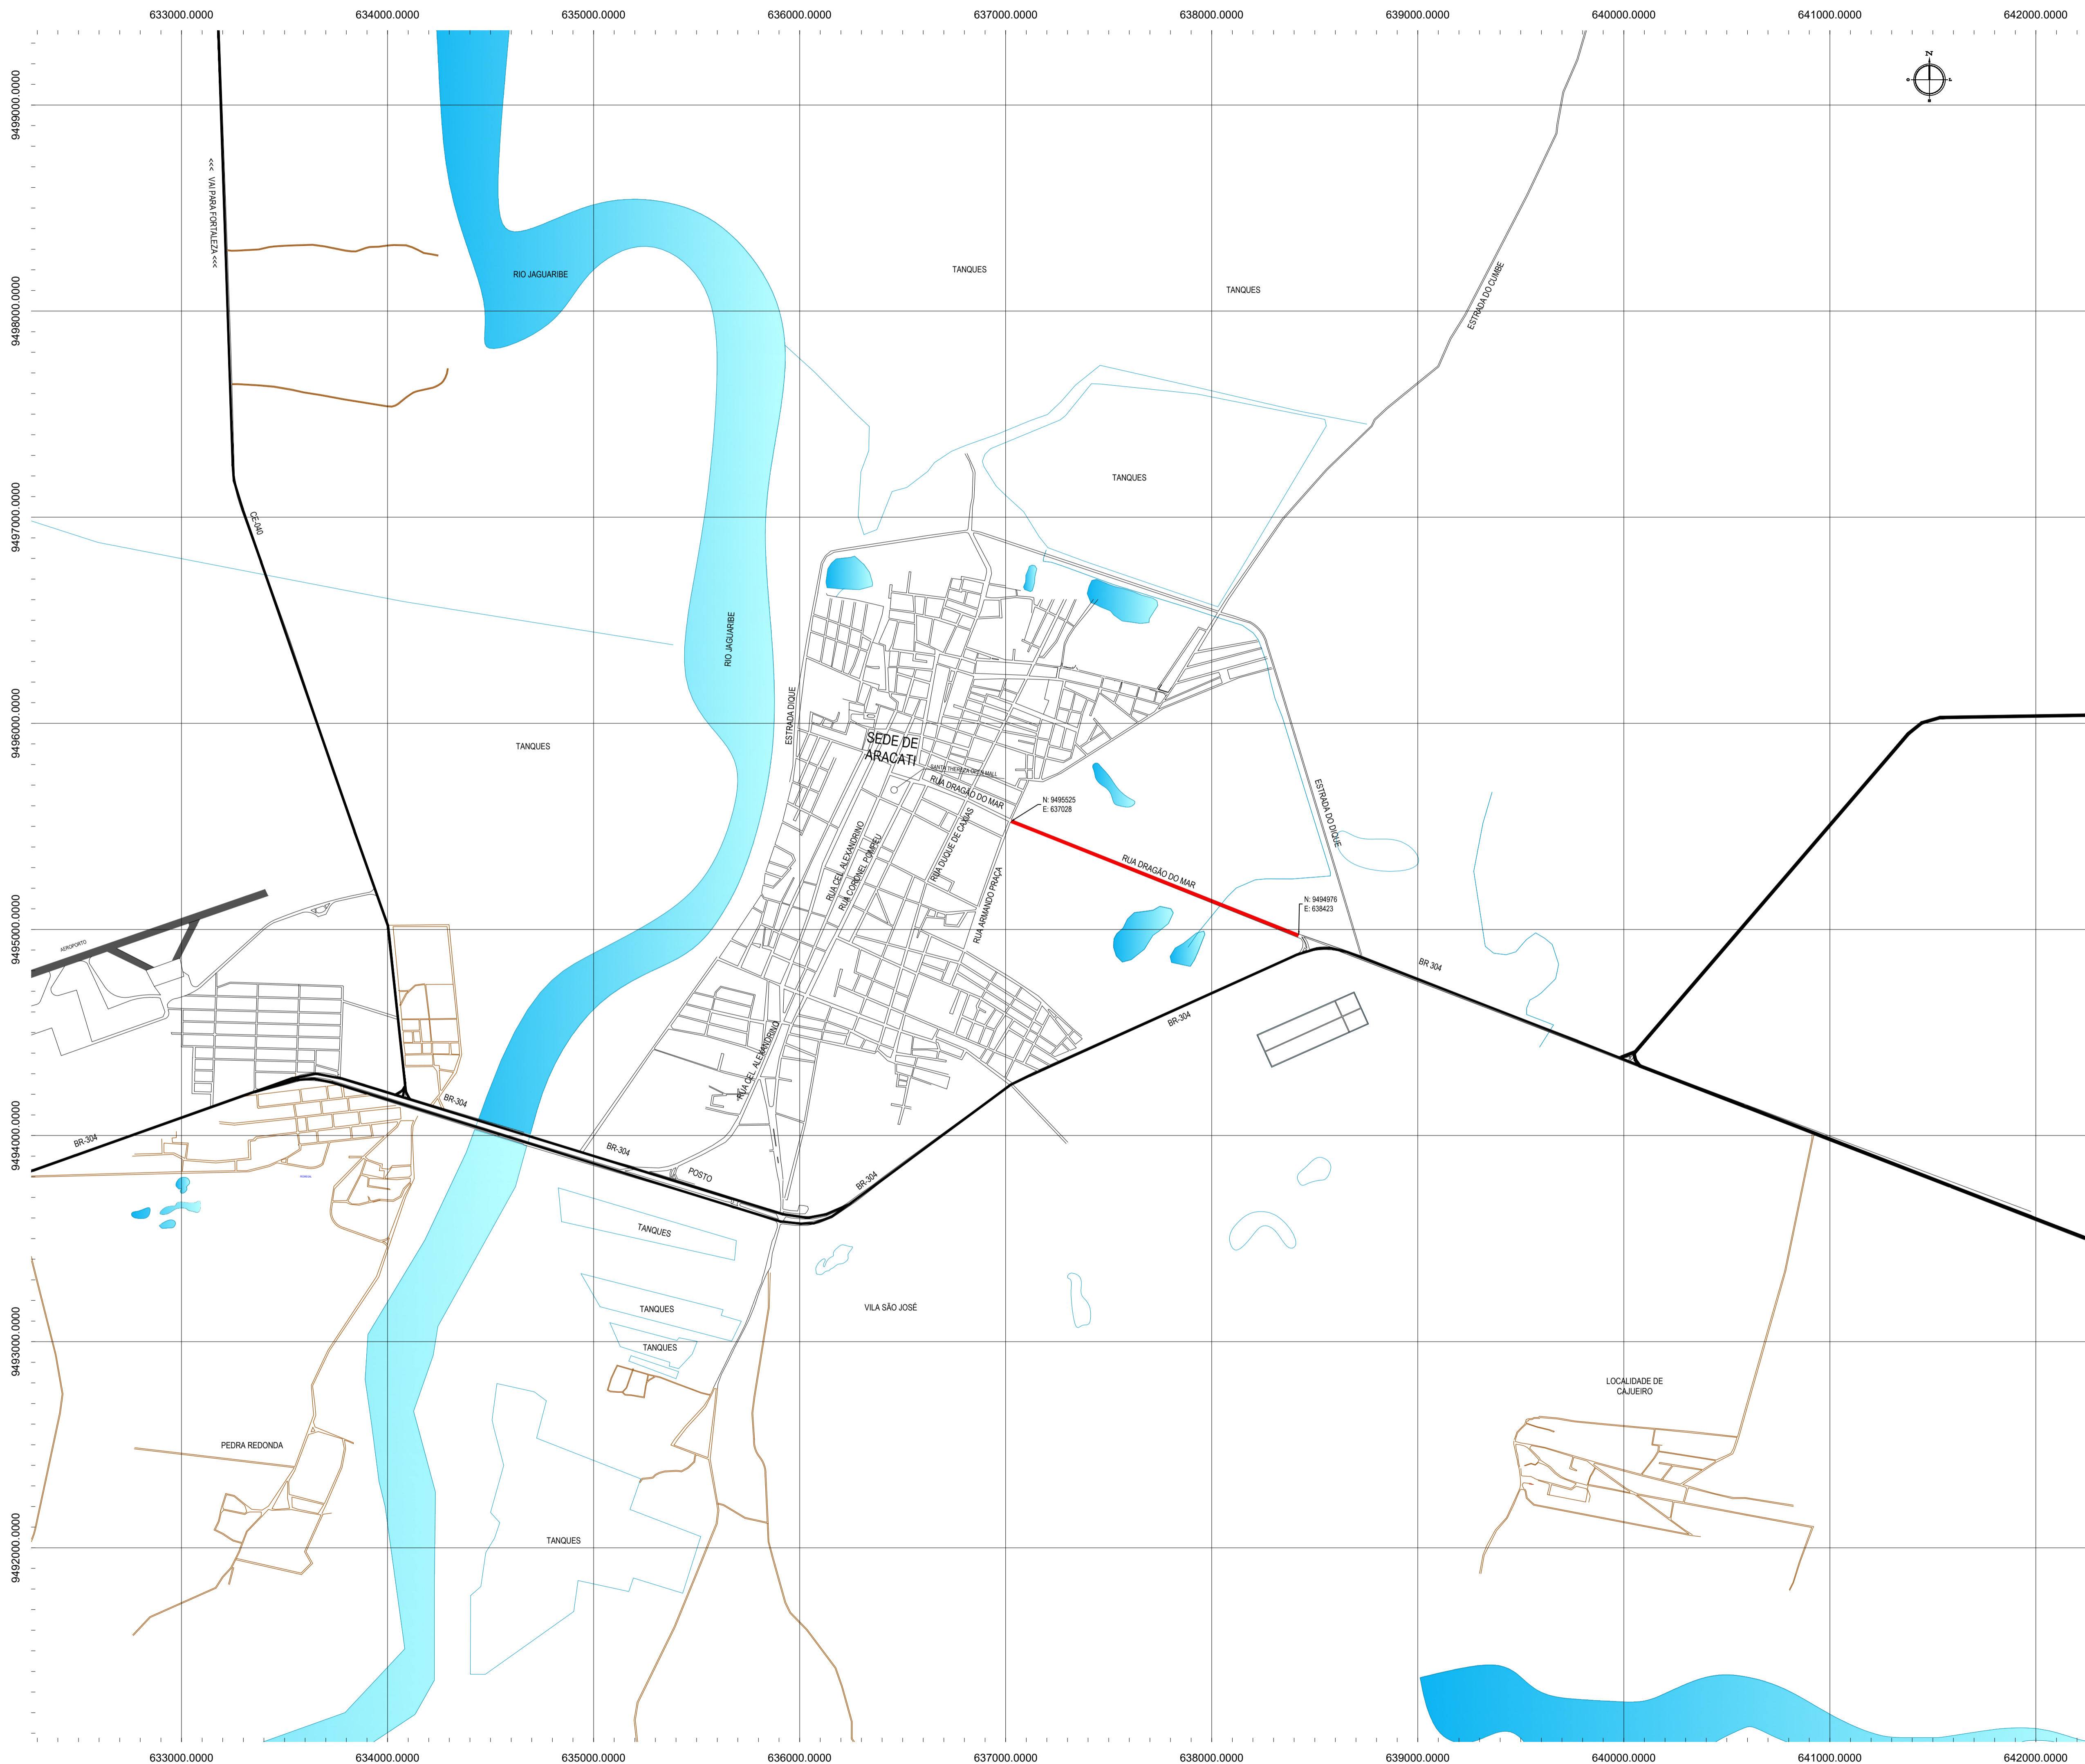 633000.0000 634000.0000 635000.0000 636000.0000 637000.0000 638000.0000 639000.0000 640000.0000 641000.0000 642000.0000
N
O L
S
9499000.0000
<<< VAI PARA FORTALEZA <<<
RIO JAGUARIBE
TANQUES
TANQUES
ESTRADA DO CUMBE
9498000.0000
TANQUES
9497000.0000
CE-040
RIO JAGUARIBE
ESTRADA DIQUE
9496000.0000
TANQUES
SEDE DE
ARACATI
SANTA THEREZA OPEN MALL
RUA DRAGÃO DO MAR
N: 9495525
E: 637028
ESTRADA DO DIQUE
RUA CEL. ALEXANDRINO
RUA CORONEL POMPEU
RUA DUQUE DE CAXIAS
RUA DRAGÃO DO MAR
RUA ARMANDO PRAÇA
N: 9494976
E: 638423
9495000.0000
AEROPORTO
BR 304
BR-304
RUA CEL. ALEXANDRINO
BR-304
9494000.0000
BR-304
BR-304
POSTO
BR-304
TANQUES
TANQUES
VILA SÃO JOSÉ
9493000.0000
TANQUES
LOCALIDADE DE
CAJUEIRO
PEDRA REDONDA
9492000.0000
TANQUES
633000.0000 634000.0000 635000.0000 636000.0000 637000.0000 638000.0000 639000.0000 640000.0000 641000.0000 642000.0000